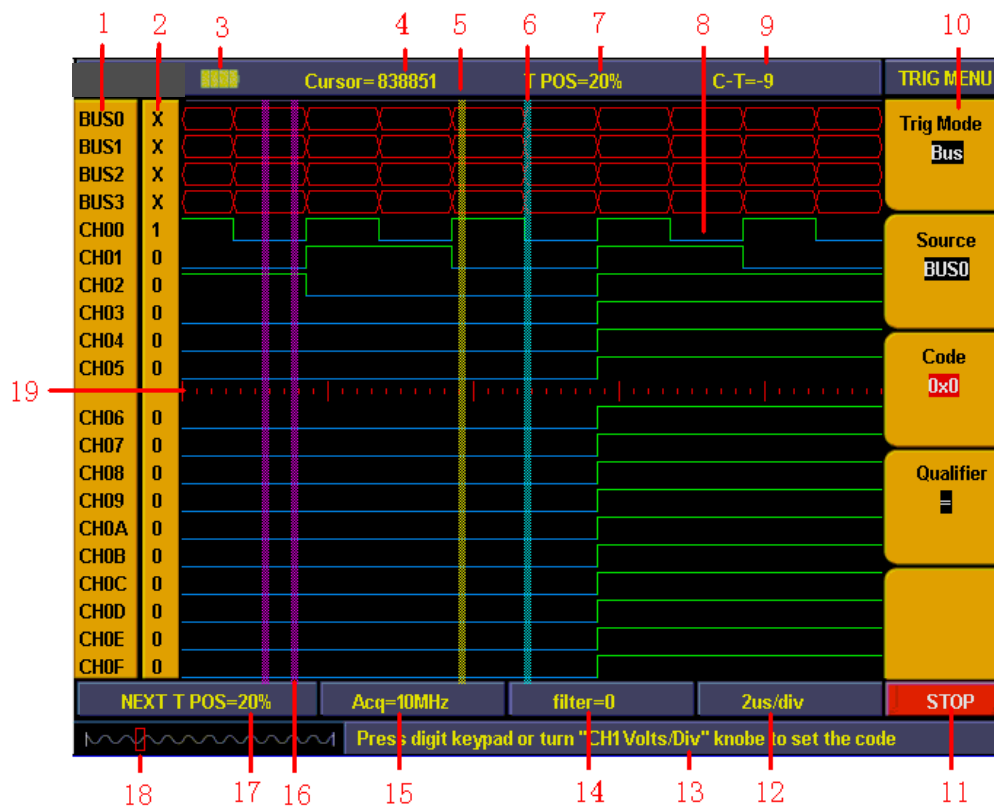 1 2 3 4 5 6 7 8 9 10
Cursor=838851 T POS=20% C-T=-9 TRIG MENU
BUS0 X
BUS1 X
BUS2 X
BUS3 X
CH00 1
CH01 0
CH02 0
CH03 0
CH04 0
CH05 0
19
CH06 0
CH07 0
CH08 0
CH09 0
CH0A 0
CH0B 0
CH0C 0
CH0D 0
CH0E 0
CH0F 0
Trig Mode
Bus
Source
BUS0
Code
0x0
Qualifier
=
NEXT T POS=20% Acq=10MHz filter=0 2us/div STOP
Press digit keypad or turn "CH1 Volts/Div" knobe to set the code
18 17 16 15 14 13 12 11